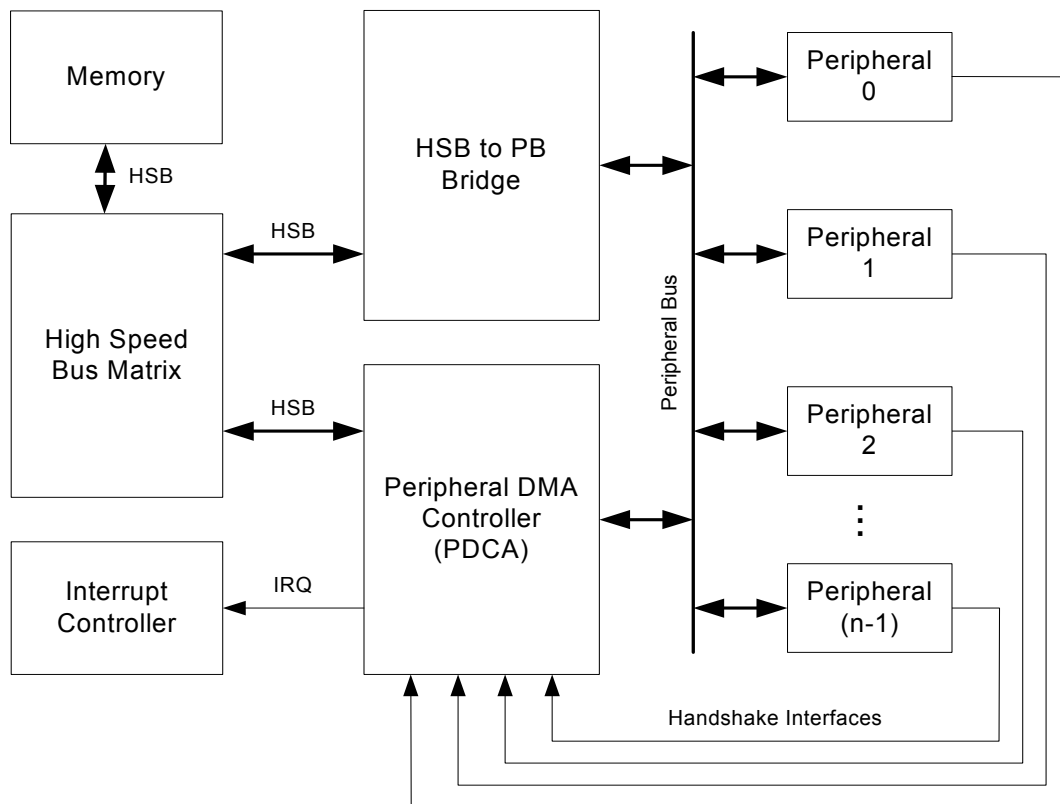 Memory
HSB
High Speed
Bus Matrix
HSB
HSB
Interrupt
Controller
IRQ
HSB to PB
Bridge
Peripheral DMA
Controller
(PDCA)
Peripheral Bus
Peripheral
0
Peripheral
1
Peripheral
2
⋮
Peripheral
(n-1)
Handshake Interfaces